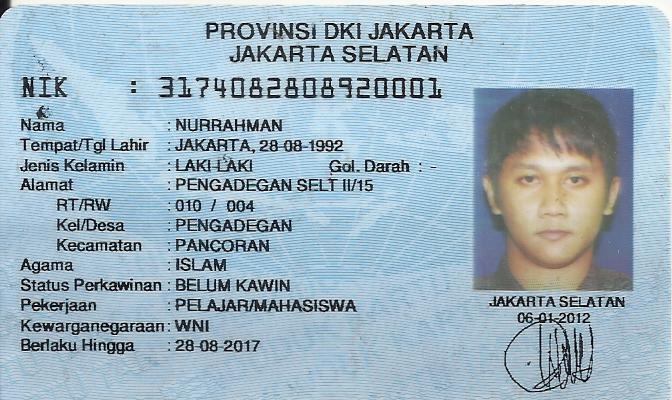 PROVINSI DKI JAKARTA
JAKARTA SELATAN
NIK : 3174082808920001
Nama : NURRAHMAN
Tempat/Tgl Lahir : JAKARTA, 28-08-1992
Jenis Kelamin : LAKI LAKI Gol. Darah : -
Alamat : PENGADEGAN SELT II/15
RT/RW : 010 / 004
Kel/Desa : PENGADEGAN
Kecamatan : PANCORAN
Agama : ISLAM
Status Perkawinan : BELUM KAWIN
Pekerjaan : PELAJAR/MAHASISWA
Kewarganegaraan : WNI
Berlaku Hingga : 28-08-2017
JAKARTA SELATAN
06-01-2012